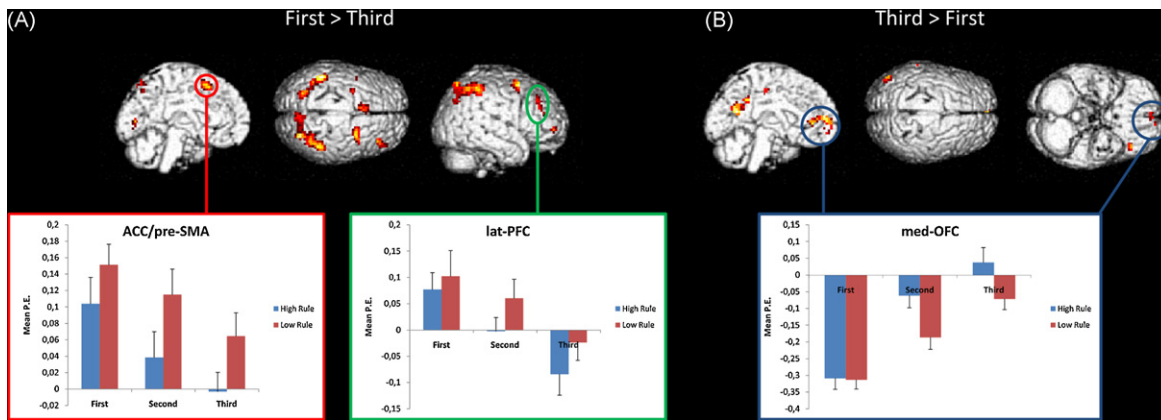 (A)
First > Third
(B)
Third > First
ACC/pre-SMA
Mean P.E.
0,2
0,18
0,16
0,14
0,12
0,1
0,08
0,06
0,04
0,02
0
-0,02
First
Second
Third
High Rule
Low Rule
lat-PFC
Mean P.E.
0,2
0,15
0,1
0,05
0
-0,05
-0,1
-0,15
First
Second
Third
High Rule
Low Rule
med-OFC
Mean P.E.
0,15
0,1
0,05
0
-0,05
-0,1
-0,15
-0,2
-0,25
-0,3
-0,35
-0,4
First
Second
Third
High Rule
Low Rule